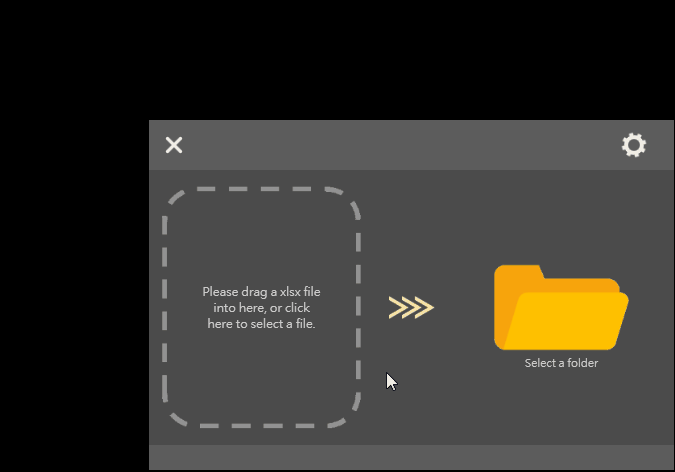 Please drag a xlsx file
into here, or click
here to select a file.
Select a folder